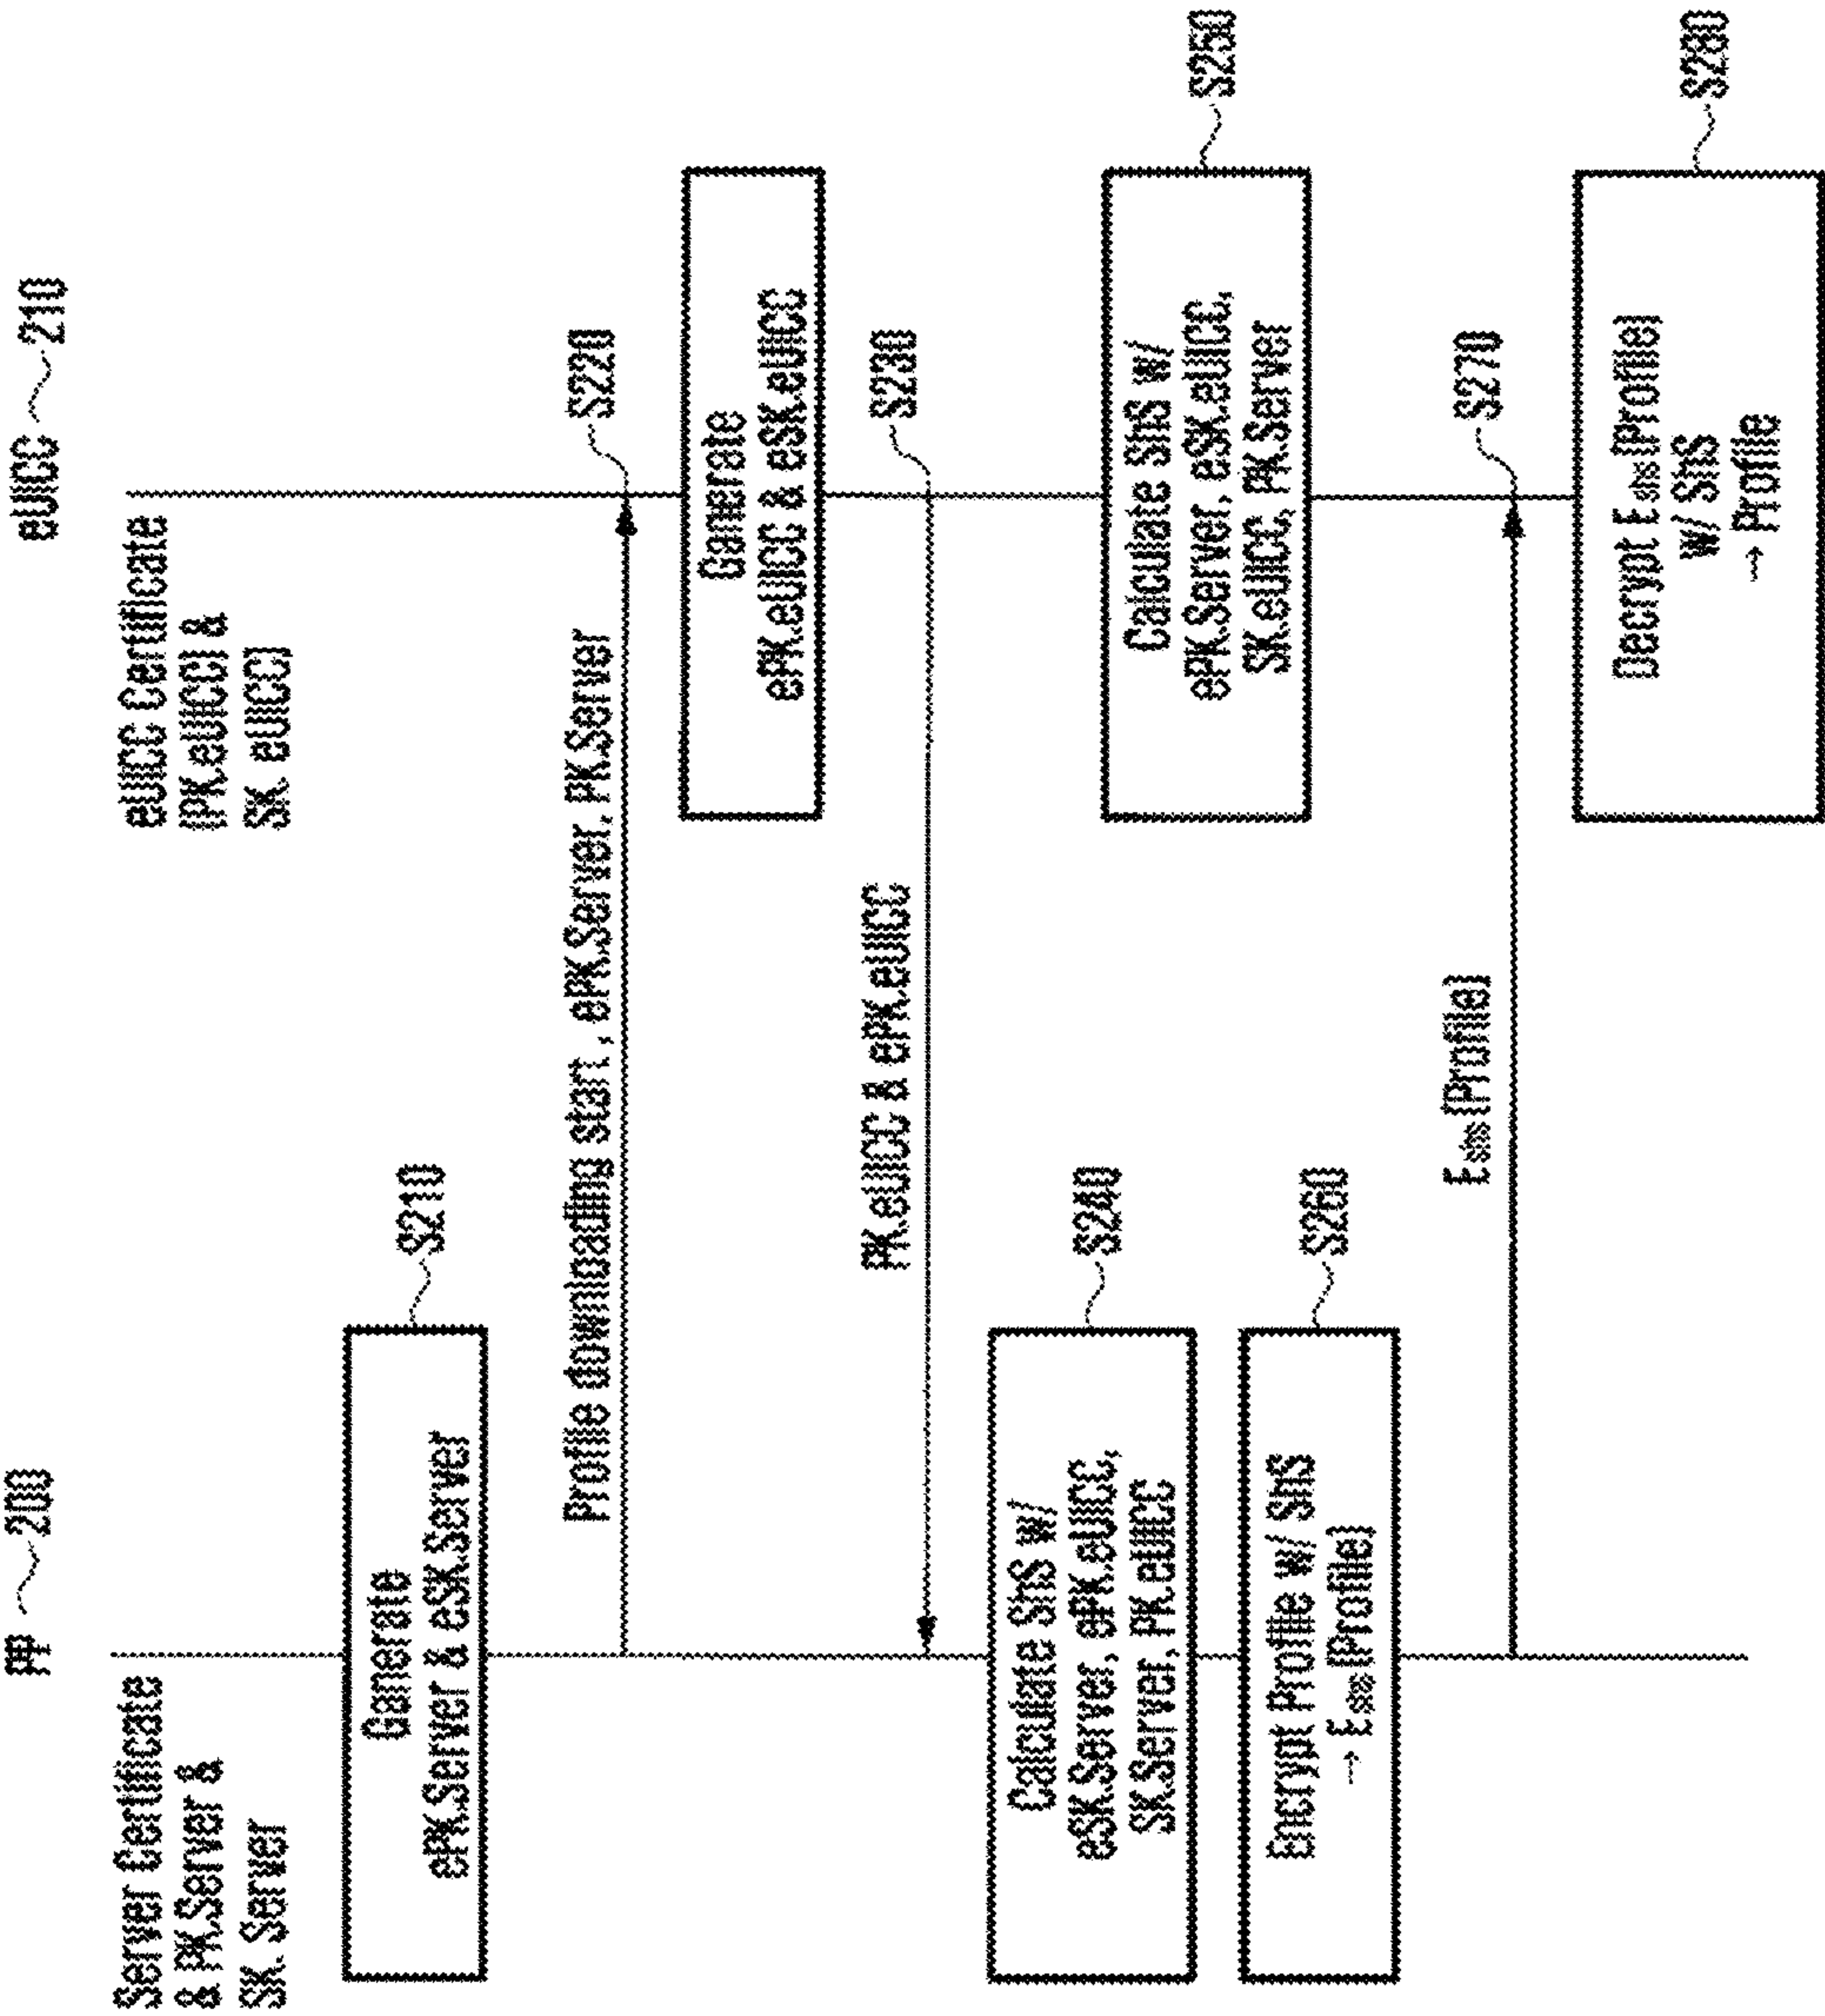 200
eUICC 210
Server Certificate
& PK.Server &
SK. Server
eUICC Certificate
(PK.eUICC) &
SK. eUICC)
Generate
ePK.Server & eSK.Server
S210
Profile downloading start, ePK.Server, PK.Server
S220
Generate
ePK.eUICC & eSK.eUICC
PK.eUICC & ePK.eUICC
S230
Calculate ShS w/
eSK.Server, ePK.eUICC,
SK.Server, PK.eUICC
S240
Calculate ShS w/
ePK.Server, eSK.eUICC,
SK.eUICC, PK.Server
S250
Encrypt Profile w/ ShS
→ Eshs (Profile)
S260
Eshs (Profile)
S270
Decrypt Eshs (Profile)
w/ ShS
→ Profile
S280